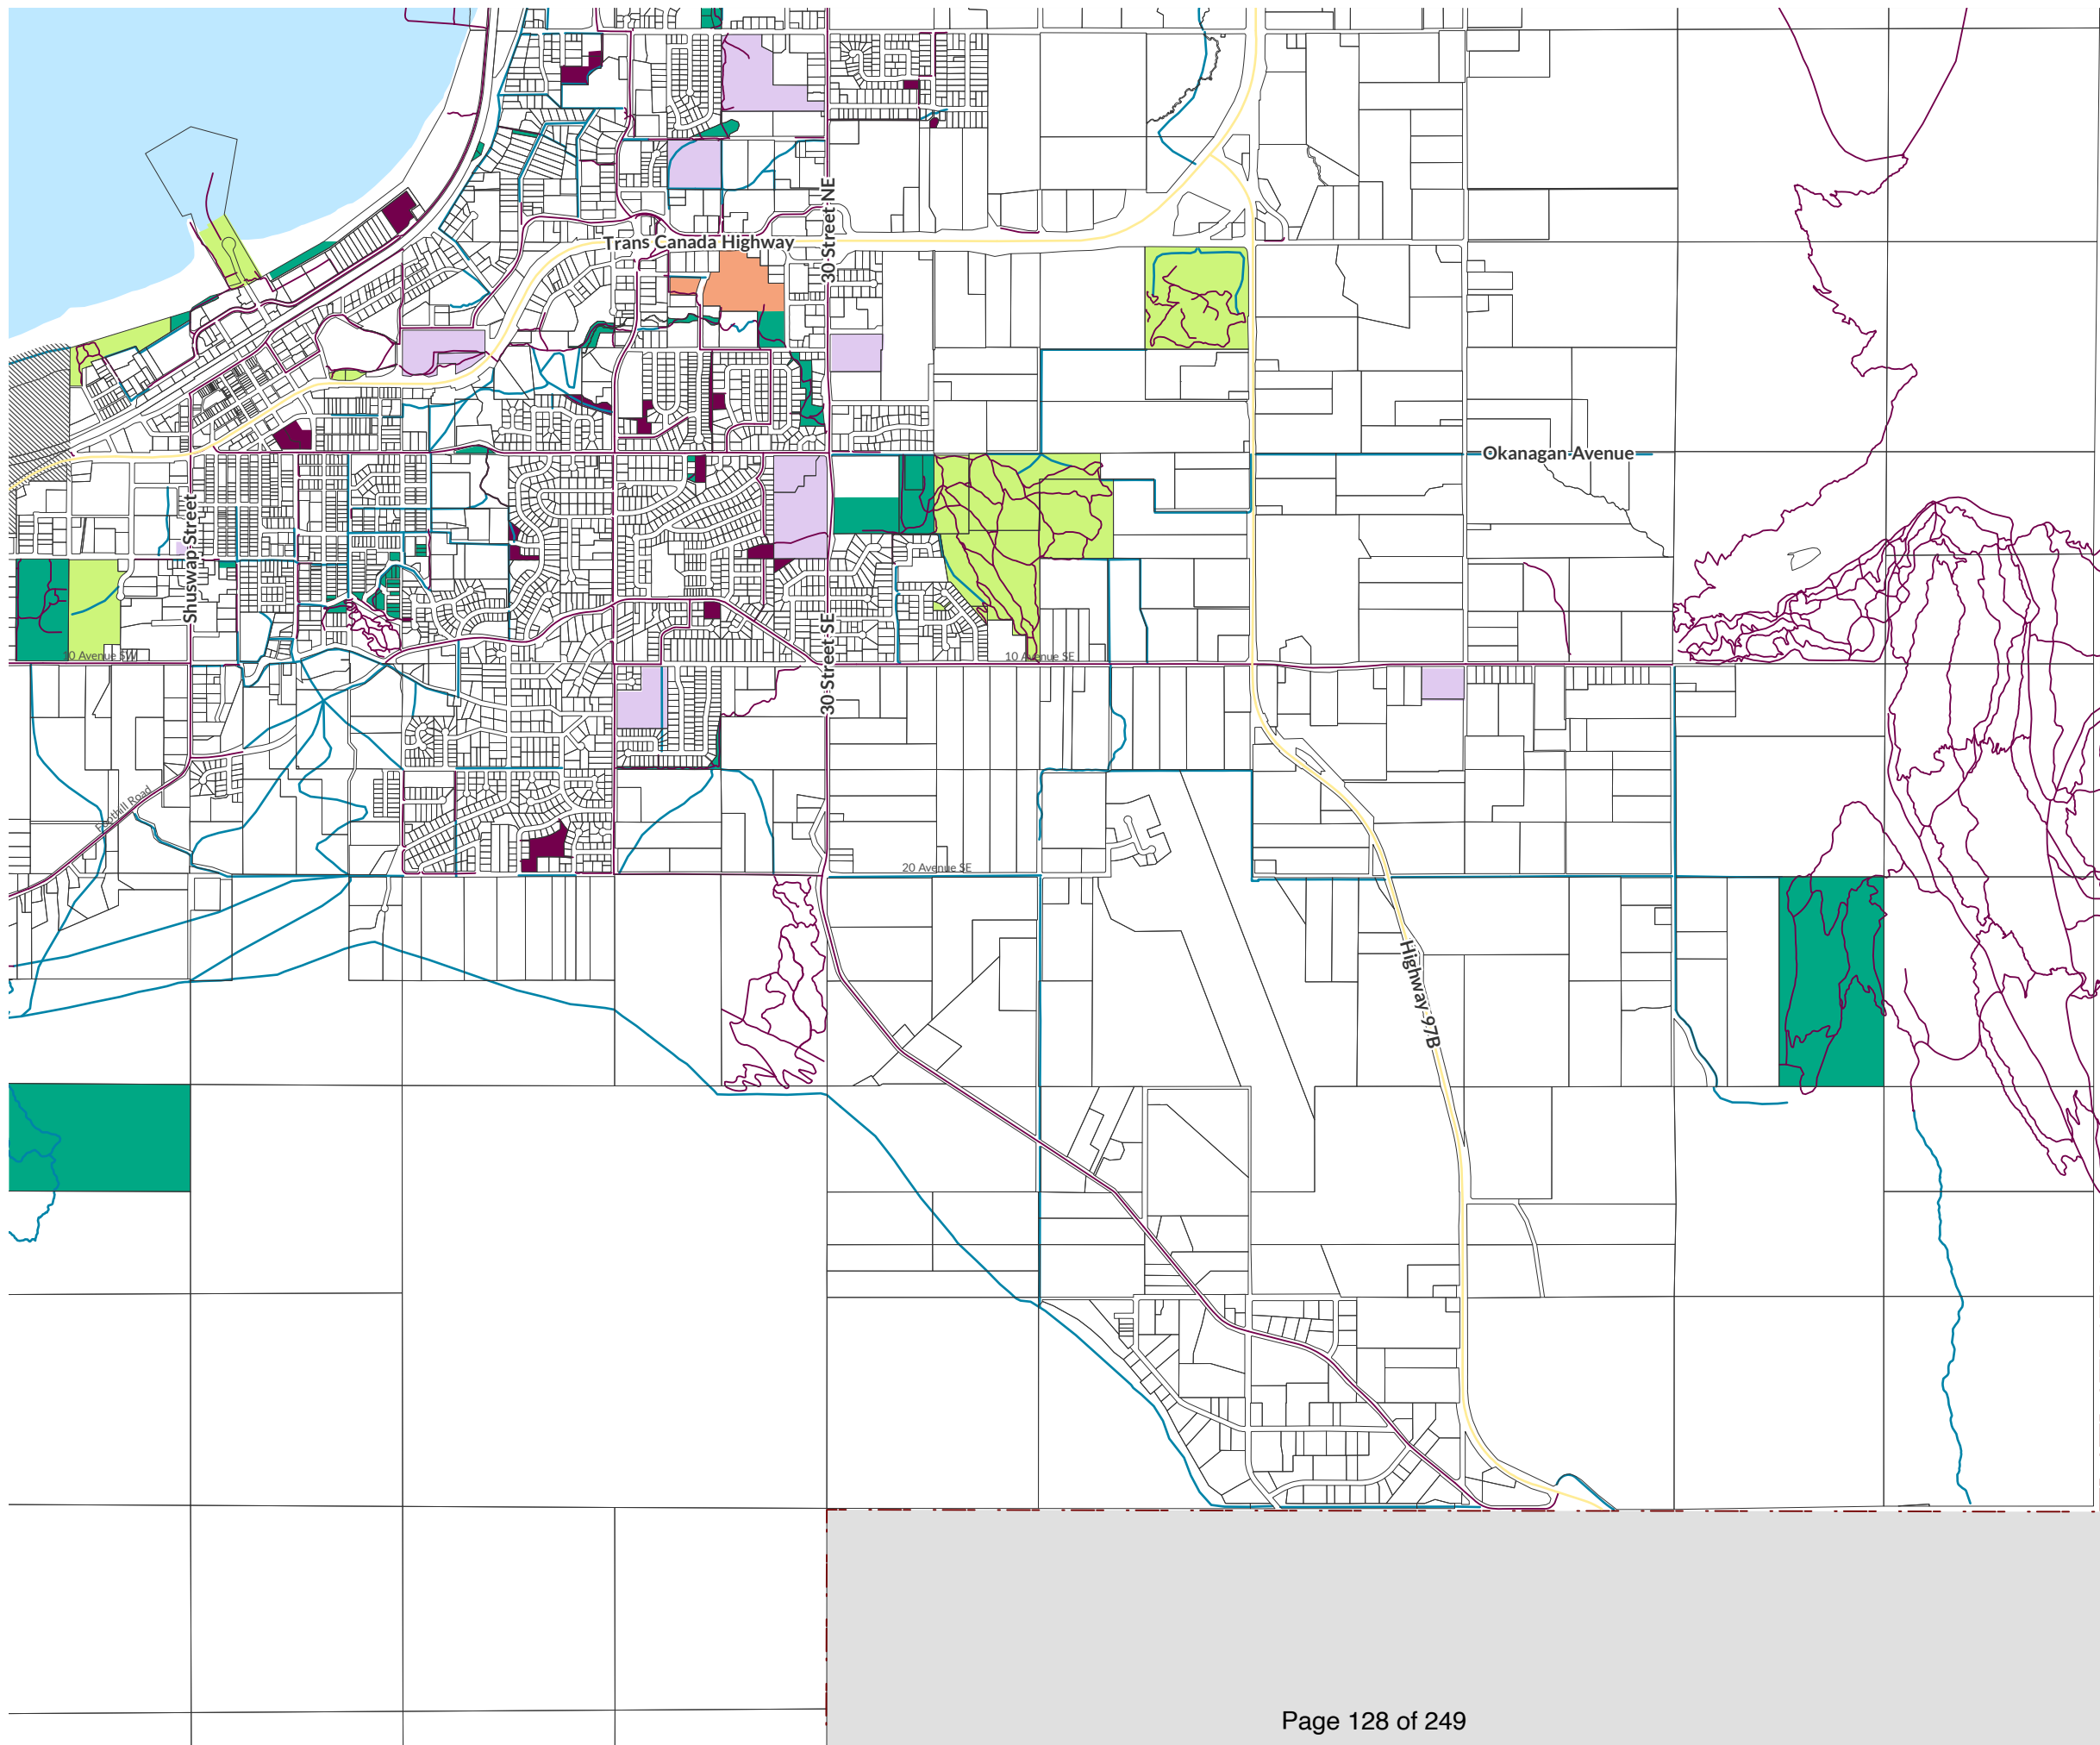 30 Street NE
Trans Canada Highway
Okanagan Avenue
Shuswap Street
30 Street SE
10 Avenue SW
10 Avenue SE
Foothill Road
20 Avenue SE
Highway 97B
Page 128 of 249